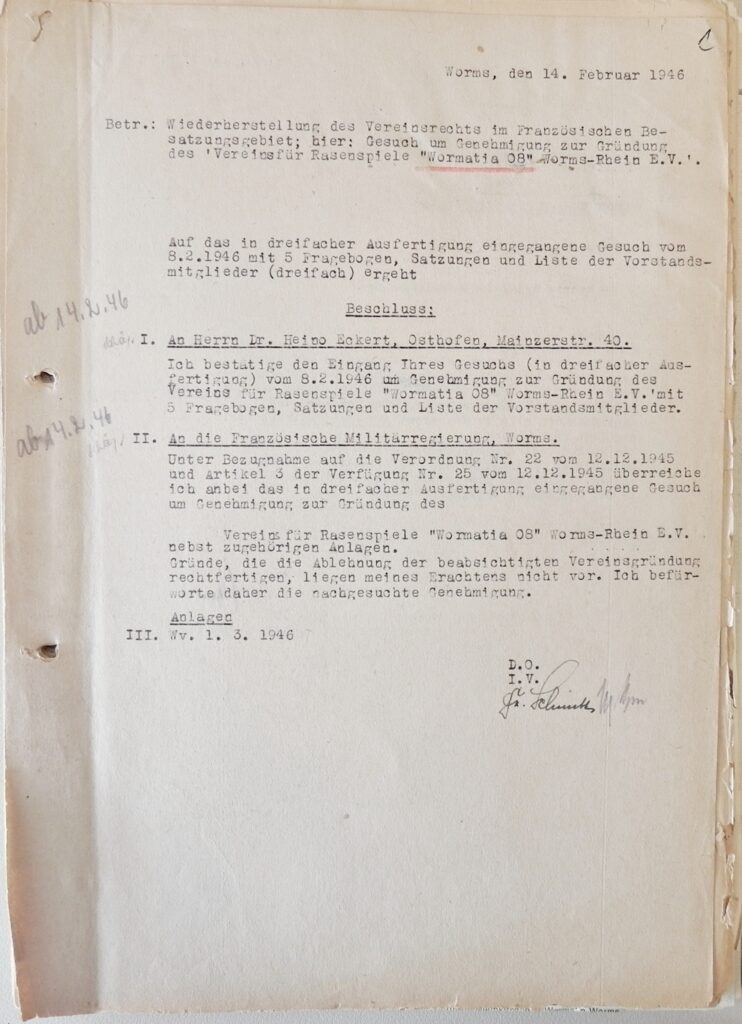 Worms, den 14. Februar 1946
Betr.: Wiederherstellung des Vereinsrechts im Französischen Be-
satzungsgebiet; hier: Gesuch um Genehmigung zur Gründung
des 'Vereinsfür Rasenspiele "Wormatia 08" Worms-Rhein E.V.'.
Auf das in dreifacher Ausfertigung eingegangene Gesuch vom
8.2.1946 mit 5 Fragebogen, Satzungen und Liste der Vorstands-
mitglieder (dreifach) ergeht
Beschluss:
ab 14.2.46
I. An Herrn Dr. Heino Eckert, Osthofen, Mainzerstr. 40.
Ich bestätige den Eingang Ihres Gesuchs (in dreifacher Aus-
fertigung) vom 8.2.1946 um Genehmigung zur Gründung des
Vereins für Rasenspiele "Wormatia 08" Worms-Rhein E.V.'mit
5 Fragebogen, Satzungen und Liste der Vorstandsmitglieder.
ab 14.2.46
II. An die Französische Militärregierung, Worms.
Unter Bezugnahme auf die Verordnung Nr. 22 vom 12.12.1945
und Artikel 3 der Verfügung Nr. 25 vom 12.12.1945 überreiche
ich anbei das in dreifacher Ausfertigung eingegangene Gesuch
um Genehmigung zur Gründung des
Vereins für Rasenspiele "Wormatia 08" Worms-Rhein E.V.
nebst zugehörigen Anlagen.
Gründe, die die Ablehnung der beabsichtigten Vereinsgründung
rechtfertigen, liegen meines Erachtens nicht vor. Ich befür-
worte daher die nachgesuchte Genehmigung.
Anlagen
III. Wv. 1. 3. 1946
D.O.
I.V.